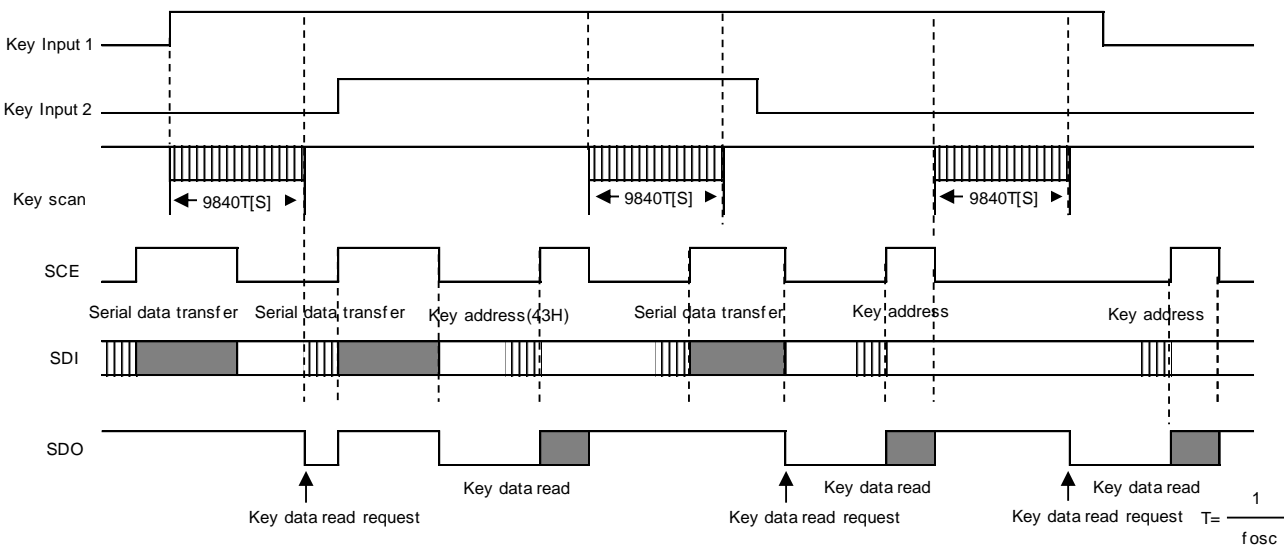 Key Input 1
Key Input 2
Key scan
9840T[S] 9840T[S] 9840T[S]
SCE
Serial data transfer Serial data transfer Key address(43H) Serial data transfer Key address Key address
SDI
SDO
Key data read Key data read Key data read
Key data read request Key data read request Key data read request
T= 1
fosc